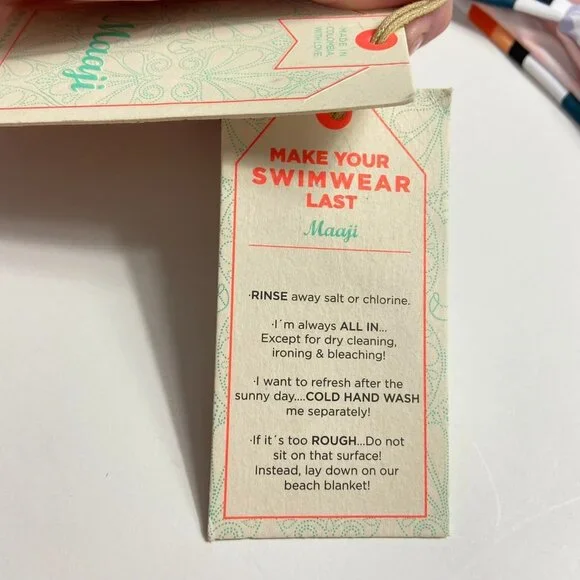 Maaji
MADE IN
COLOMBIA
WITH LOVE
MAKE YOUR
SWIMWEAR
LAST
Maaji
·RINSE away salt or chlorine.
·I´m always ALL IN...
Except for dry cleaning,
ironing & bleaching!
·I want to refresh after the
sunny day....COLD HAND WASH
me separately!
·If it´s too ROUGH...Do not
sit on that surface!
Instead, lay down on our
beach blanket!